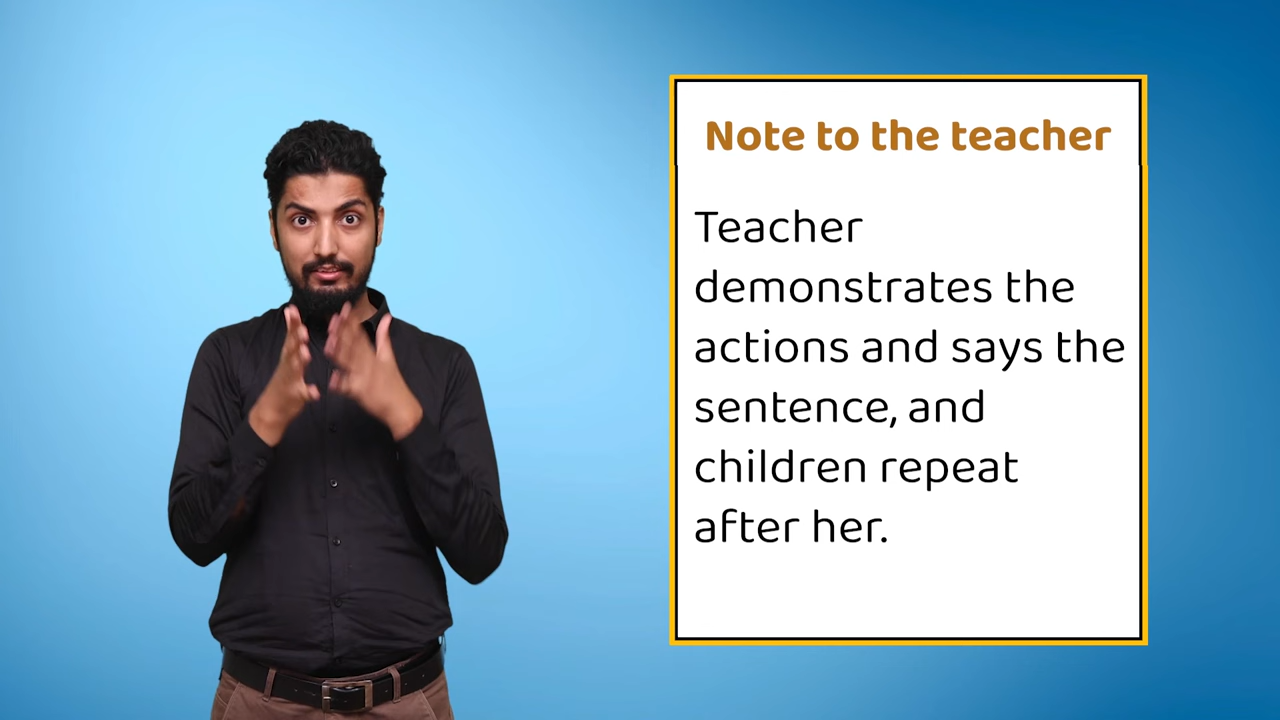 Note to the teacher
Teacher
demonstrates the
actions and says the
sentence, and
children repeat
after her.